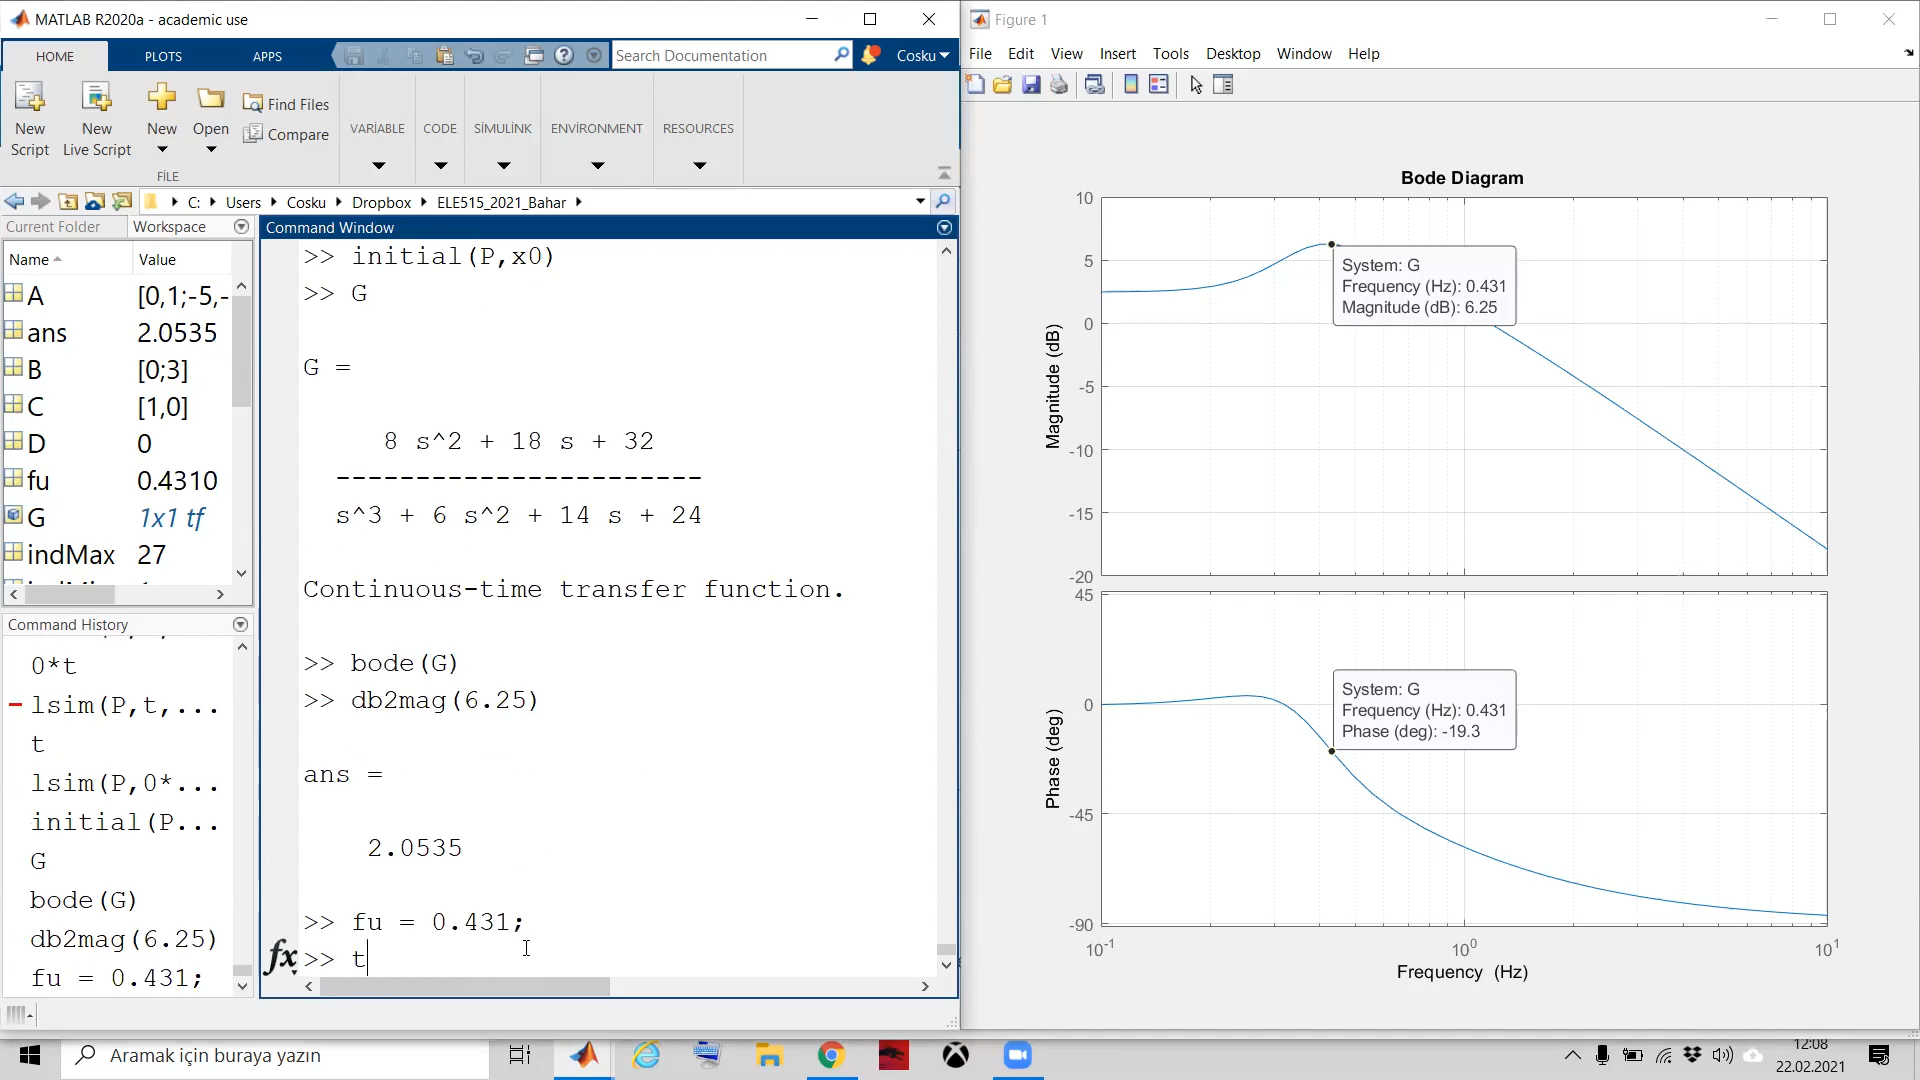 MATLAB R2020a - academic use
HOME
PLOTS
APPS
Search Documentation
Cosku
New Script
New Live Script
New
Open
Find Files
Compare
VARIABLE
CODE
SİMULİNK
ENVİRONMENT
RESOURCES
FİLE
C: Users Cosku Dropbox ELE515_2021_Bahar
Current Folder
Workspace
Name
Value
A [0,1;-5,-
ans 2.0535
B [0;3]
C [1,0]
D 0
fu 0.4310
G 1x1 tf
indMax 27
Command History
0*t
lsim(P,t,...
t
lsim(P,0*...
initial(P...
G
bode(G)
db2mag(6.25)
fu = 0.431;
Command Window
>> initial(P,x0)
>> G
G =
8 s^2 + 18 s + 32
-----------------------
s^3 + 6 s^2 + 14 s + 24
Continuous-time transfer function.
>> bode(G)
>> db2mag(6.25)
ans =
2.0535
>> fu = 0.431;
fx >> t
Figure 1
File Edit View Insert Tools Desktop Window Help
Bode Diagram
Magnitude (dB)
10
5
0
-5
-10
-15
-20
System: G
Frequency (Hz): 0.431
Magnitude (dB): 6.25
Phase (deg)
45
0
-45
-90
System: G
Frequency (Hz): 0.431
Phase (deg): -19.3
10^-1 10^0 10^1
Frequency (Hz)
Aramak için buraya yazın
12:08
22.02.2021